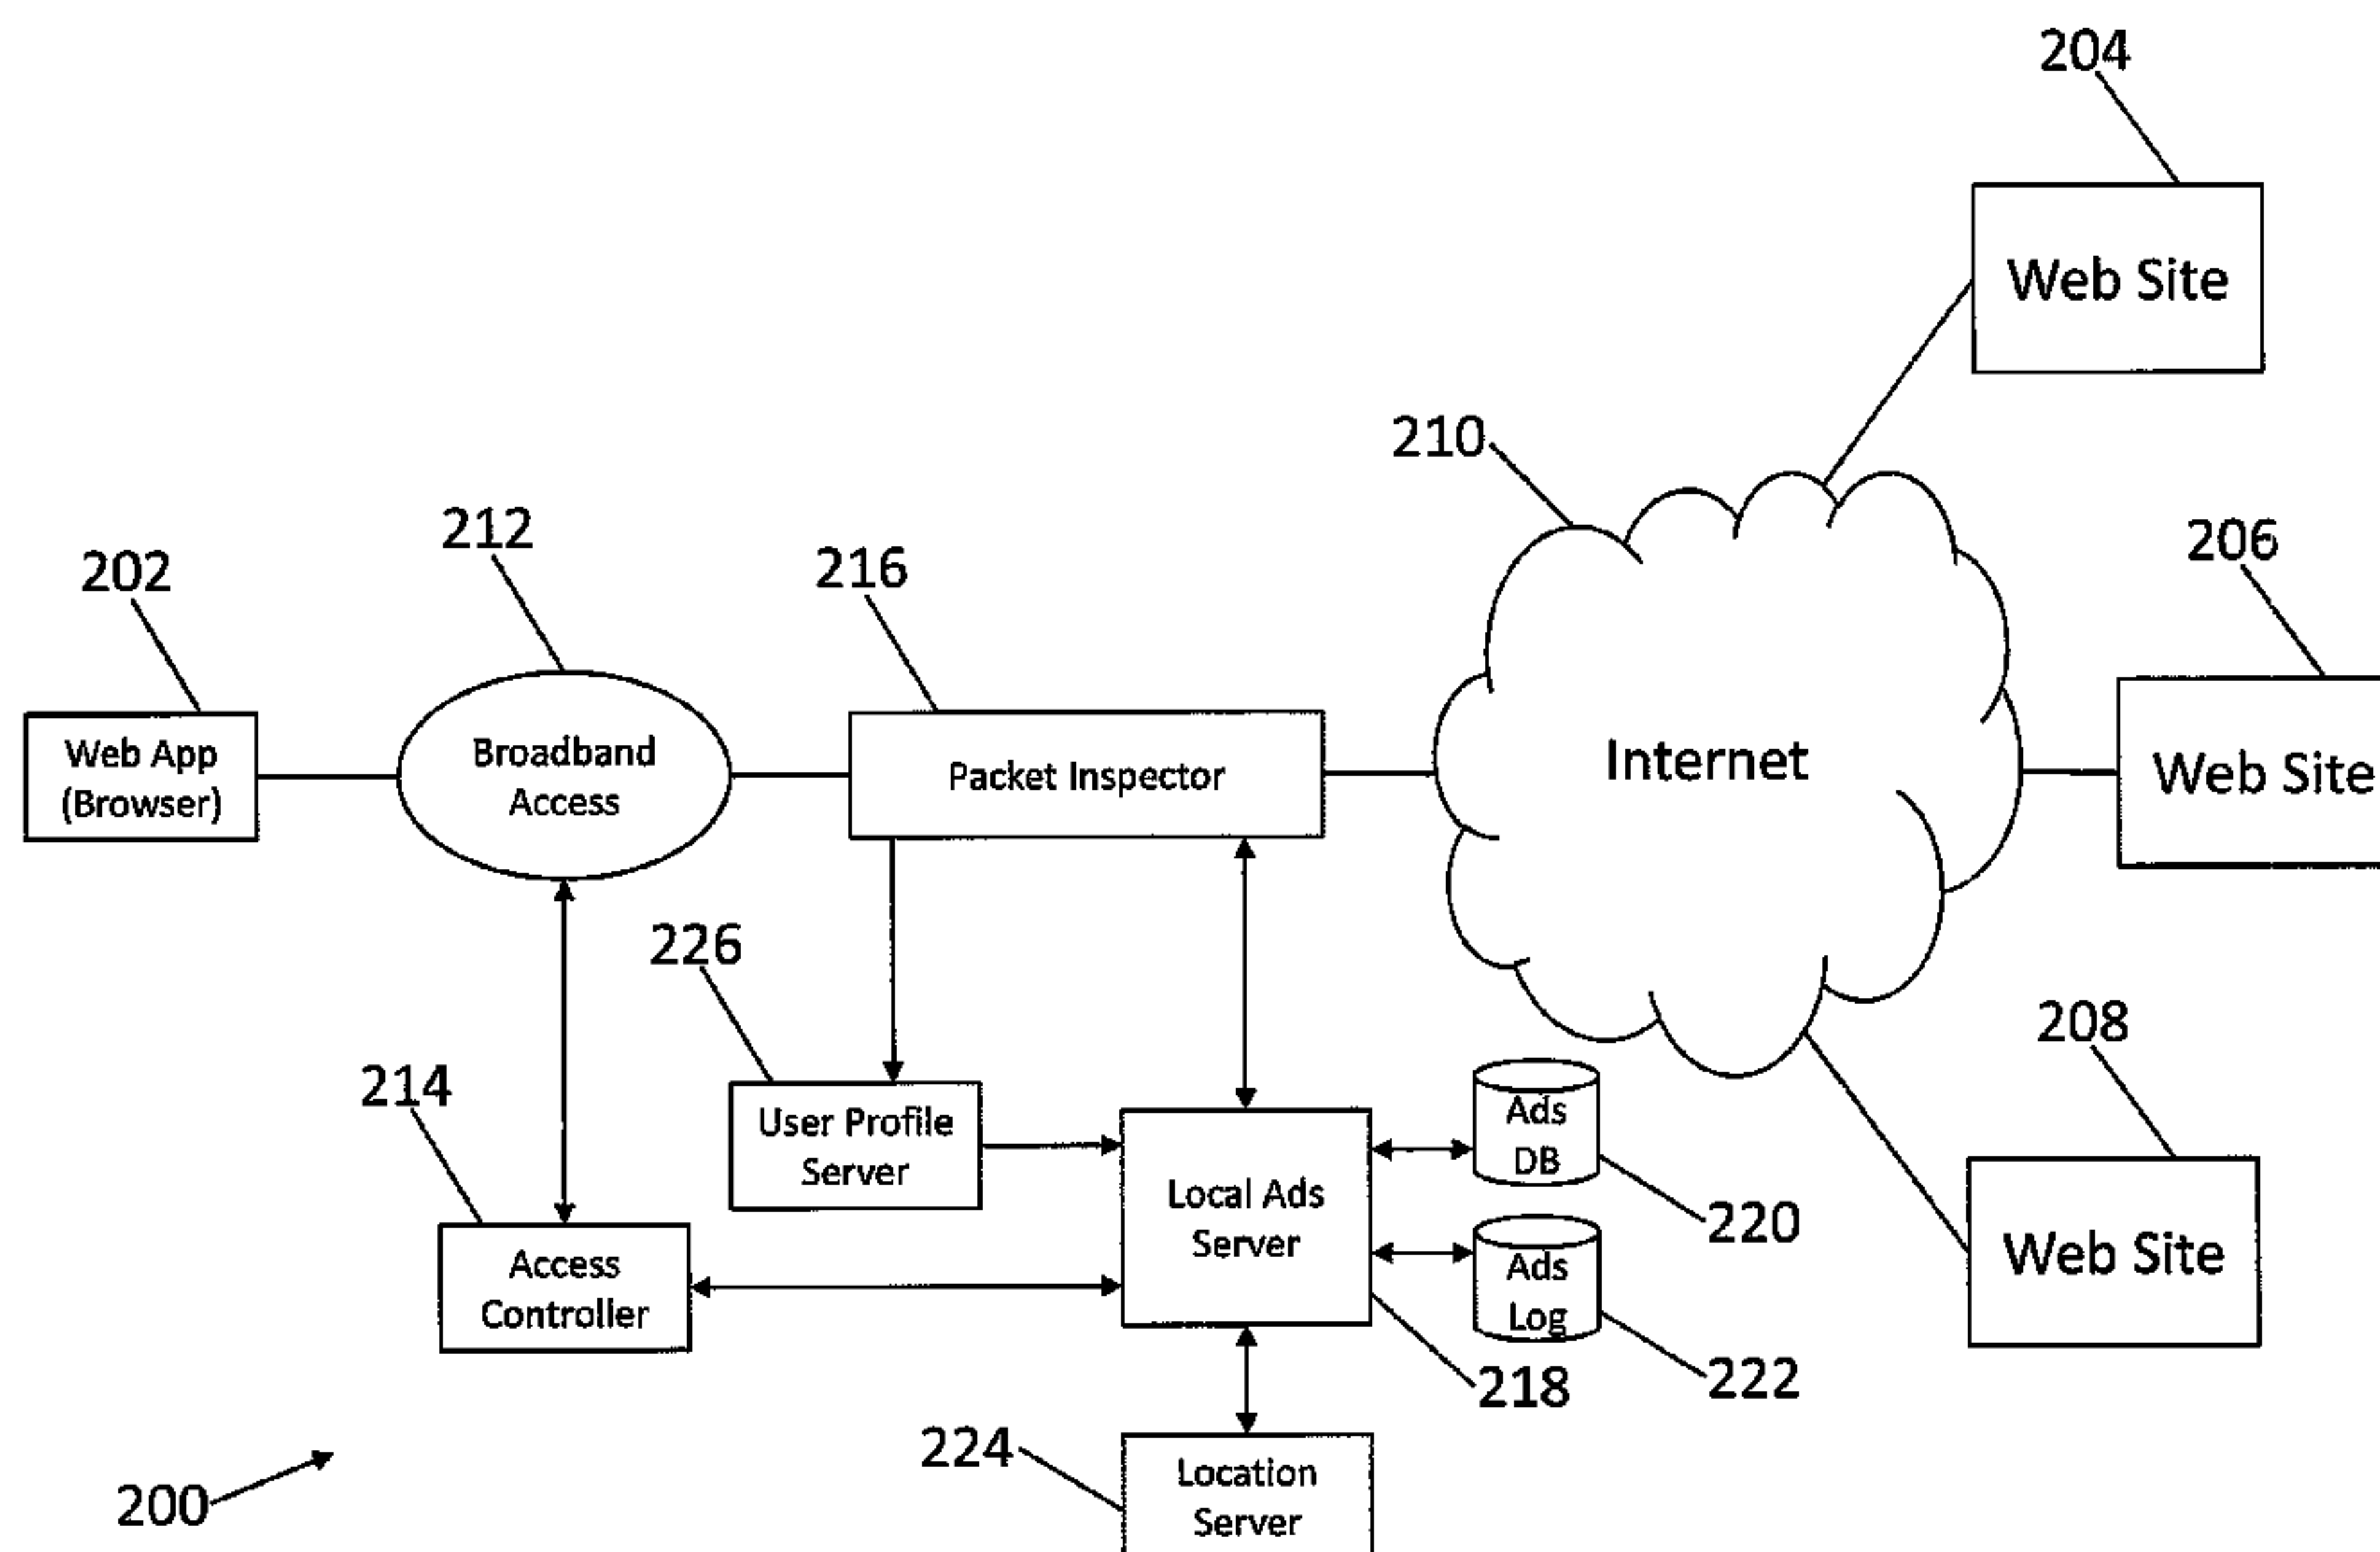 204
Web Site
210
212
206
202
216
Web App
(Browser)
Broadband
Access
Packet Inspector
Internet
Web Site
226
208
214
User Profile
Server
Ads
DB
Local Ads
Server
220
Web Site
Access
Controller
Ads
Log
218
222
224
Location
Server
200